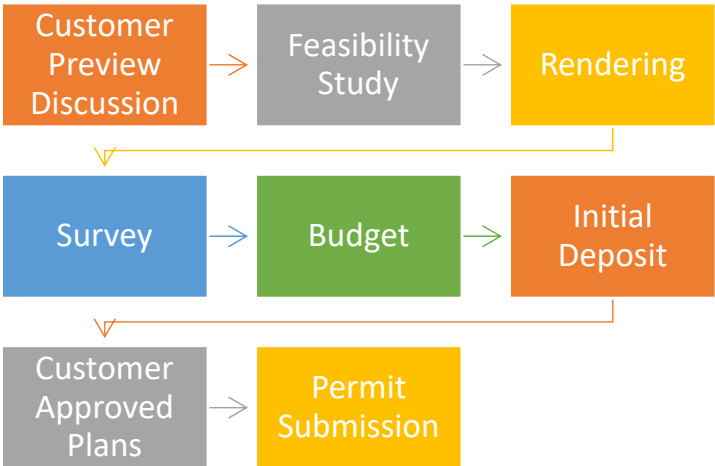 Customer
Preview
Discussion
Feasibility
Study
Rendering
Survey
Budget
Initial
Deposit
Customer
Approved
Plans
Permit
Submission